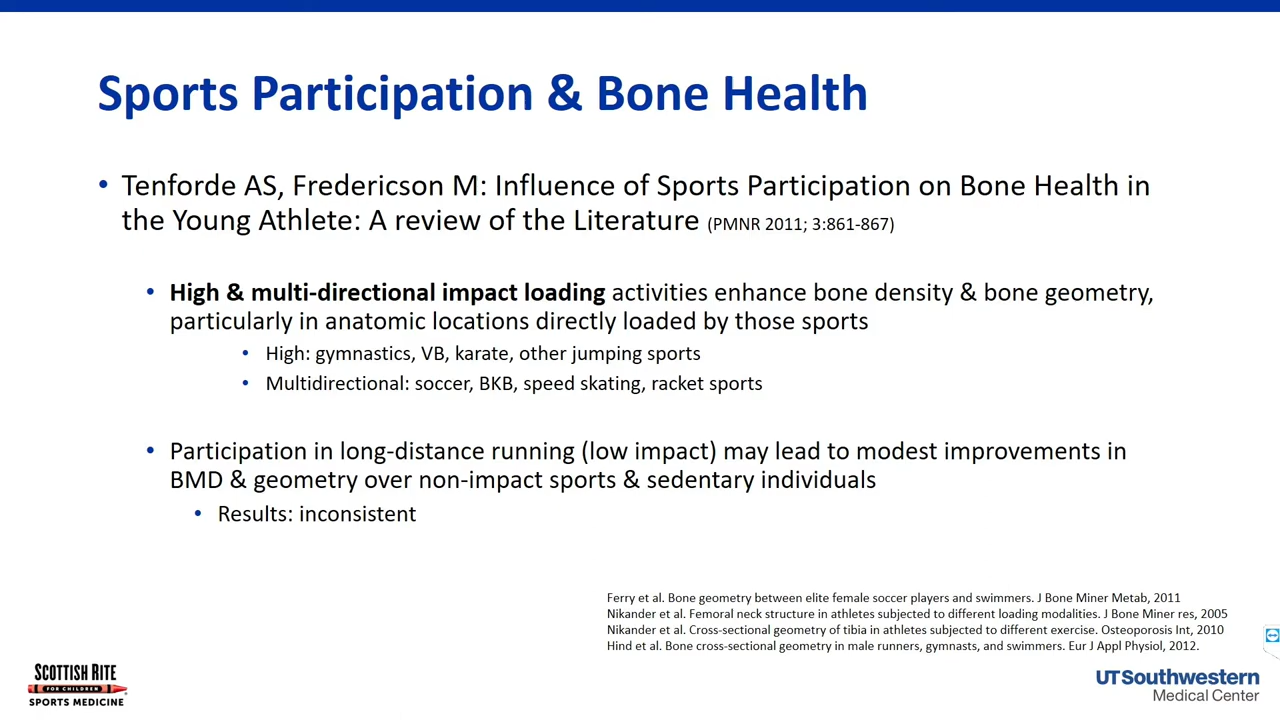 Sports Participation & Bone Health
• Tenforde AS, Fredericson M: Influence of Sports Participation on Bone Health in
the Young Athlete: A review of the Literature (PMNR 2011; 3:861-867)
• High & multi-directional impact loading activities enhance bone density & bone geometry,
particularly in anatomic locations directly loaded by those sports
• High: gymnastics, VB, karate, other jumping sports
• Multidirectional: soccer, BKB, speed skating, racket sports
• Participation in long-distance running (low impact) may lead to modest improvements in
BMD & geometry over non-impact sports & sedentary individuals
• Results: inconsistent
Ferry et al. Bone geometry between elite female soccer players and swimmers. J Bone Miner Metab, 2011
Nikander et al. Femoral neck structure in athletes subjected to different loading modalities. J Bone Miner res, 2005
Nikander et al. Cross-sectional geometry of tibia in athletes subjected to different exercise. Osteoporosis Int, 2010
Hind et al. Bone cross-sectional geometry in male runners, gymnasts, and swimmers. Eur J Appl Physiol, 2012.
SCOTTISH RITE
FOR CHILDREN
SPORTS MEDICINE
UTSouthwestern
Medical Center